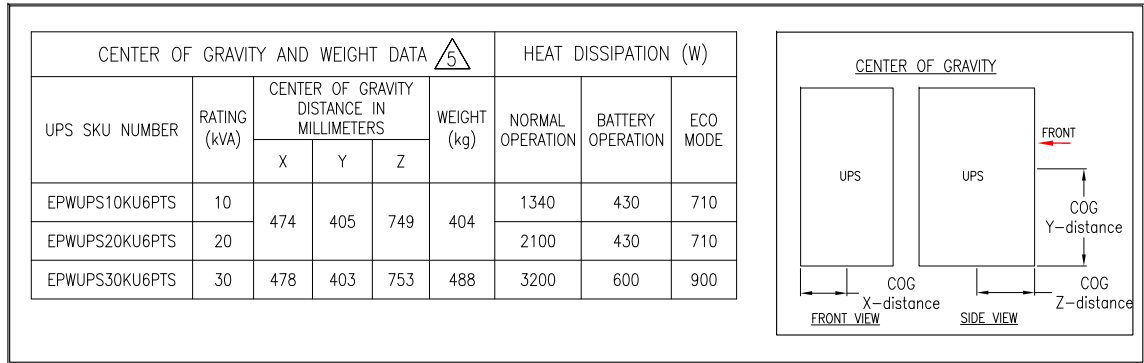 CENTER OF GRAVITY AND WEIGHT DATA 5
HEAT DISSIPATION (W)
UPS SKU NUMBER
RATING
(kVA)
CENTER OF GRAVITY
DISTANCE IN
MILLIMETERS
X Y Z
WEIGHT
(kg)
NORMAL
OPERATION
BATTERY
OPERATION
ECO
MODE
EPWUPS10KU6PTS 10 474 405 749 404 1340 430 710
EPWUPS20KU6PTS 20 2100 430 710
EPWUPS30KU6PTS 30 478 403 753 488 3200 600 900
CENTER OF GRAVITY
FRONT
UPS
UPS
COG
Y-distance
COG
X-distance
COG
Z-distance
FRONT VIEW
SIDE VIEW